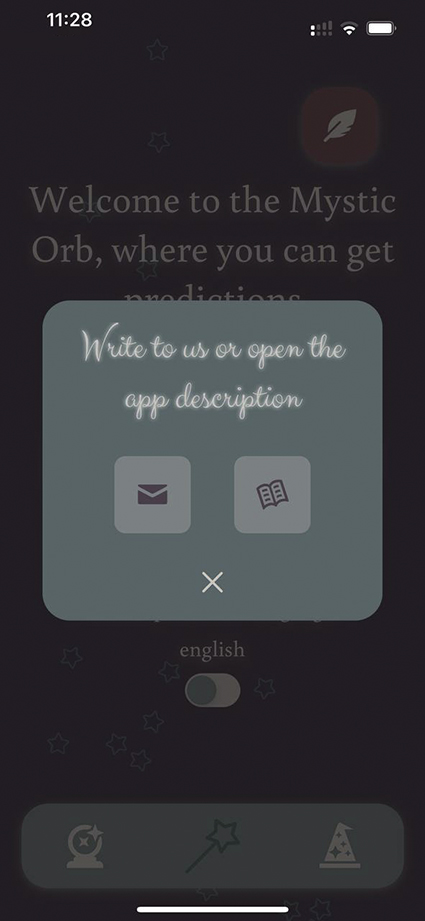 11:28
Welcome to the Mystic
Orb, where you can get
predictions
Write to us or open the
app description
english